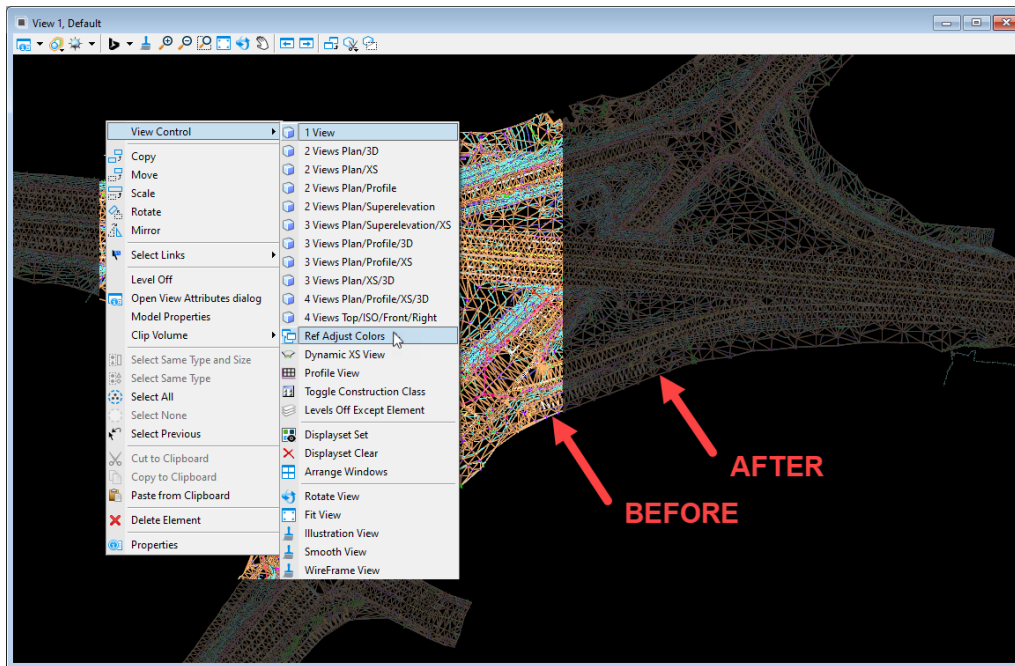 View 1, Default
View Control
Copy
Move
Scale
Rotate
Mirror
Select Links
Level Off
Open View Attributes dialog
Model Properties
Clip Volume
Select Same Type and Size
Select Same Type
Select All
Select None
Select Previous
Cut to Clipboard
Copy to Clipboard
Paste from Clipboard
Delete Element
Properties
1 View
2 Views Plan/3D
2 Views Plan/XS
2 Views Plan/Profile
2 Views Plan/Superelevation
3 Views Plan/Superelevation/XS
3 Views Plan/Profile/3D
3 Views Plan/Profile/XS
3 Views Plan/XS/3D
4 Views Plan/Profile/XS/3D
4 Views Top/ISO/Front/Right
Ref Adjust Colors
Dynamic XS View
Profile View
Toggle Construction Class
Levels Off Except Element
Displayset Set
Displayset Clear
Arrange Windows
Rotate View
Fit View
Illustration View
Smooth View
WireFrame View
AFTER
BEFORE